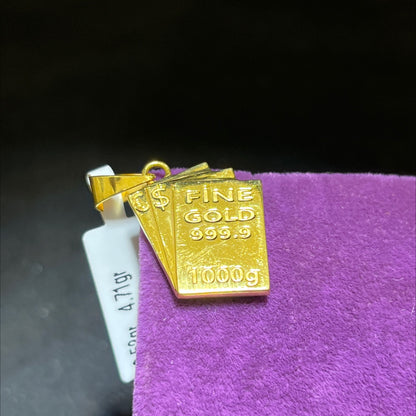 $
FINE
GOLD
999.9
1000g
4.71gr